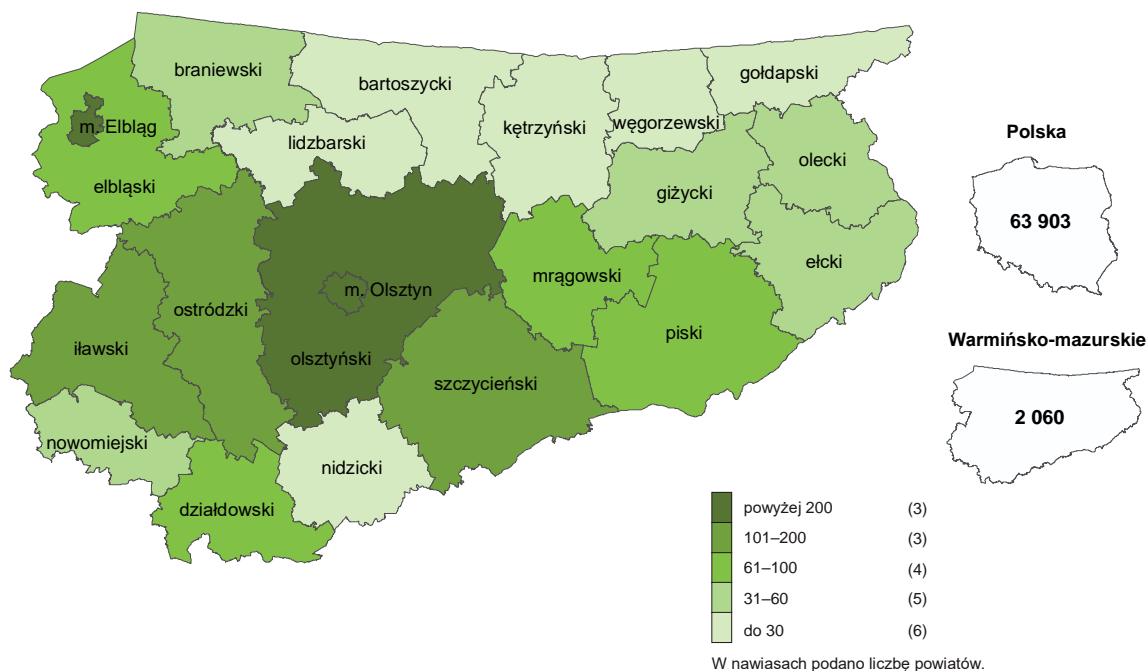 braniewski
bartoszycki
gołdapski
m. Elbląg
kętrzyński
węgorzewski
lidzbarski
olecki
elbląski
giżycki
Polska
63 903
ełcki
mrągowski
m. Olsztyn
ostródzki
piski
iławski
olsztyński
szczycieński
Warmińsko-mazurskie
2 060
nowomiejski
nidzicki
działdowski
powyżej 200 (3)
101–200 (3)
61–100 (4)
31–60 (5)
do 30 (6)
W nawiasach podano liczbę powiatów.